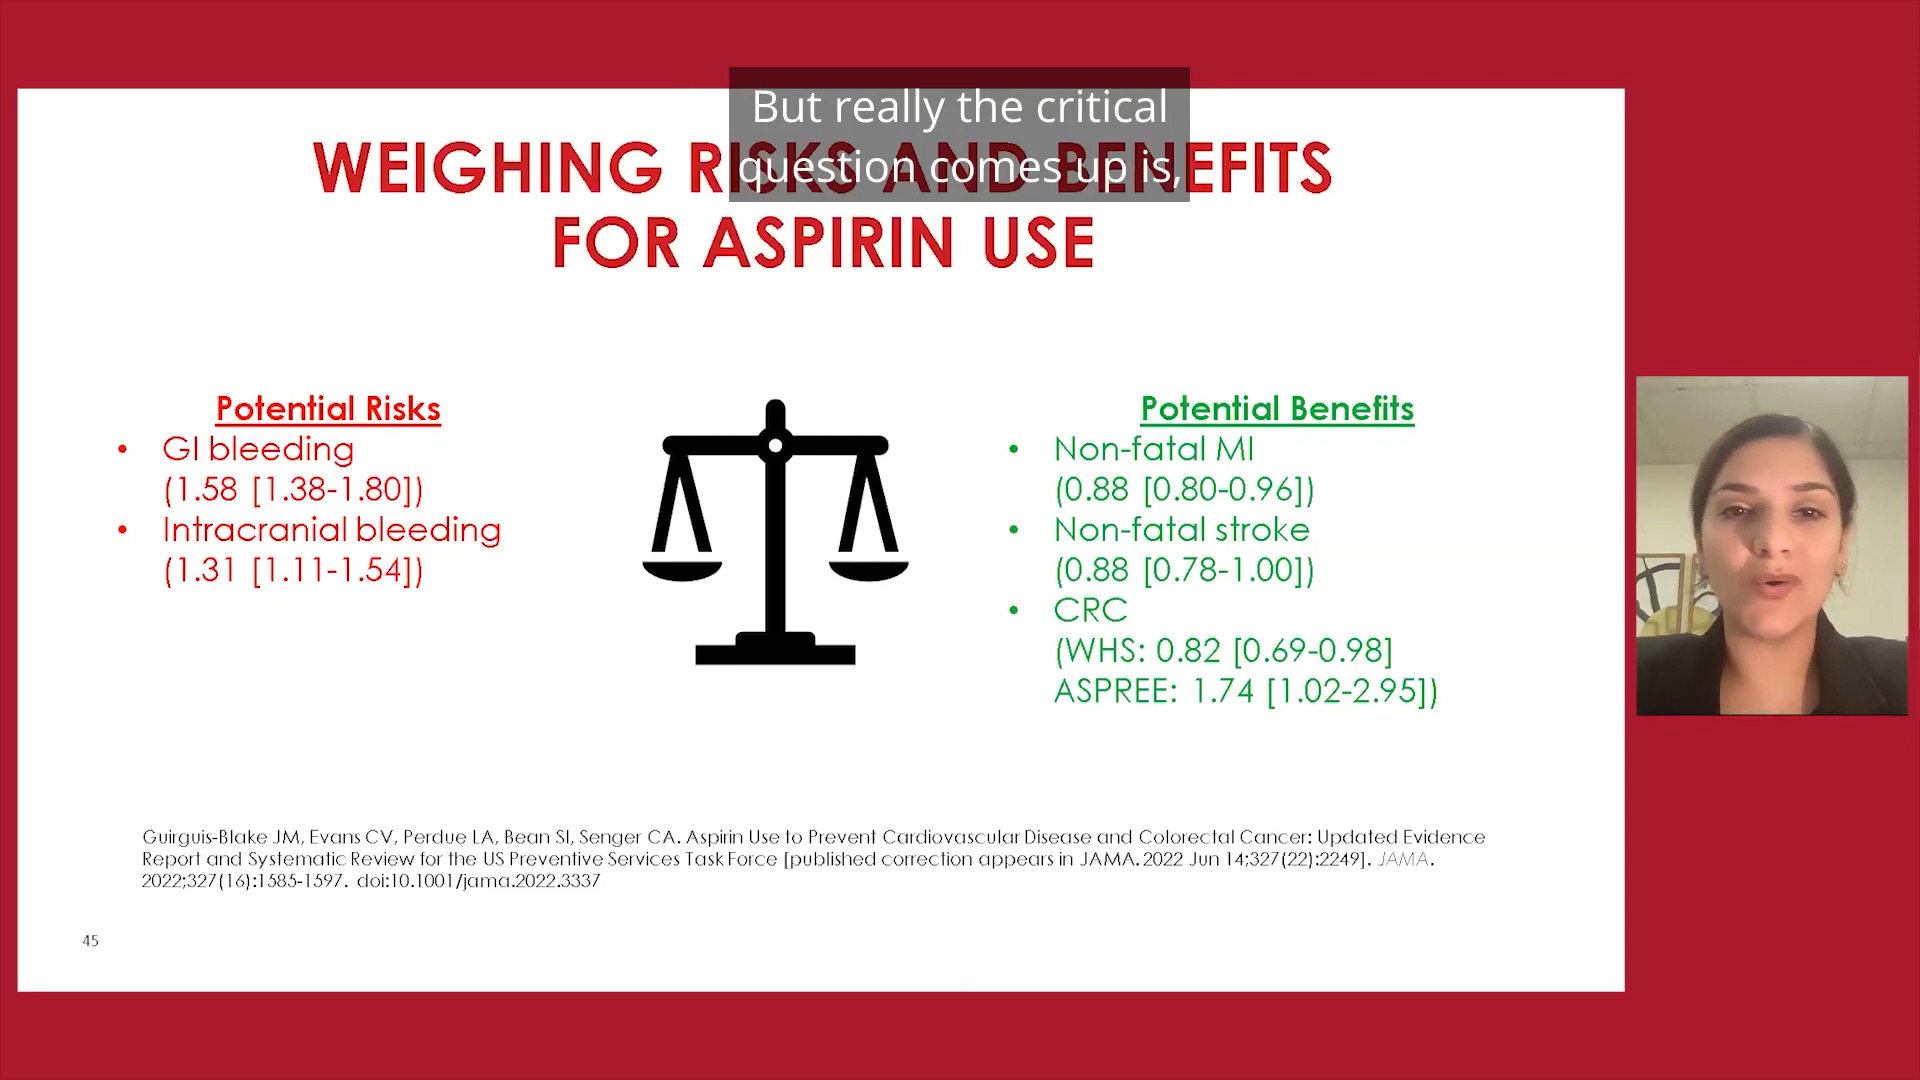 But really the critical
question comes up is,
WEIGHING RISKS AND BENEFITS
FOR ASPIRIN USE
Potential Risks
• GI bleeding
(1.58 [1.38-1.80])
• Intracranial bleeding
(1.31 [1.11-1.54])
Potential Benefits
• Non-fatal MI
(0.88 [0.80-0.96])
• Non-fatal stroke
(0.88 [0.78-1.00])
• CRC
(WHS: 0.82 [0.69-0.98]
ASPREE: 1.74 [1.02-2.95])
Guirguis-Blake JM, Evans CV, Perdue LA, Bean SI, Senger CA. Aspirin Use to Prevent Cardiovascular Disease and Colorectal Cancer: Updated Evidence
Report and Systematic Review for the US Preventive Services Task Force [published correction appears in JAMA. 2022 Jun 14;327(22):2249]. JAMA.
2022;327(16):1585-1597. doi:10.1001/jama.2022.3337
45